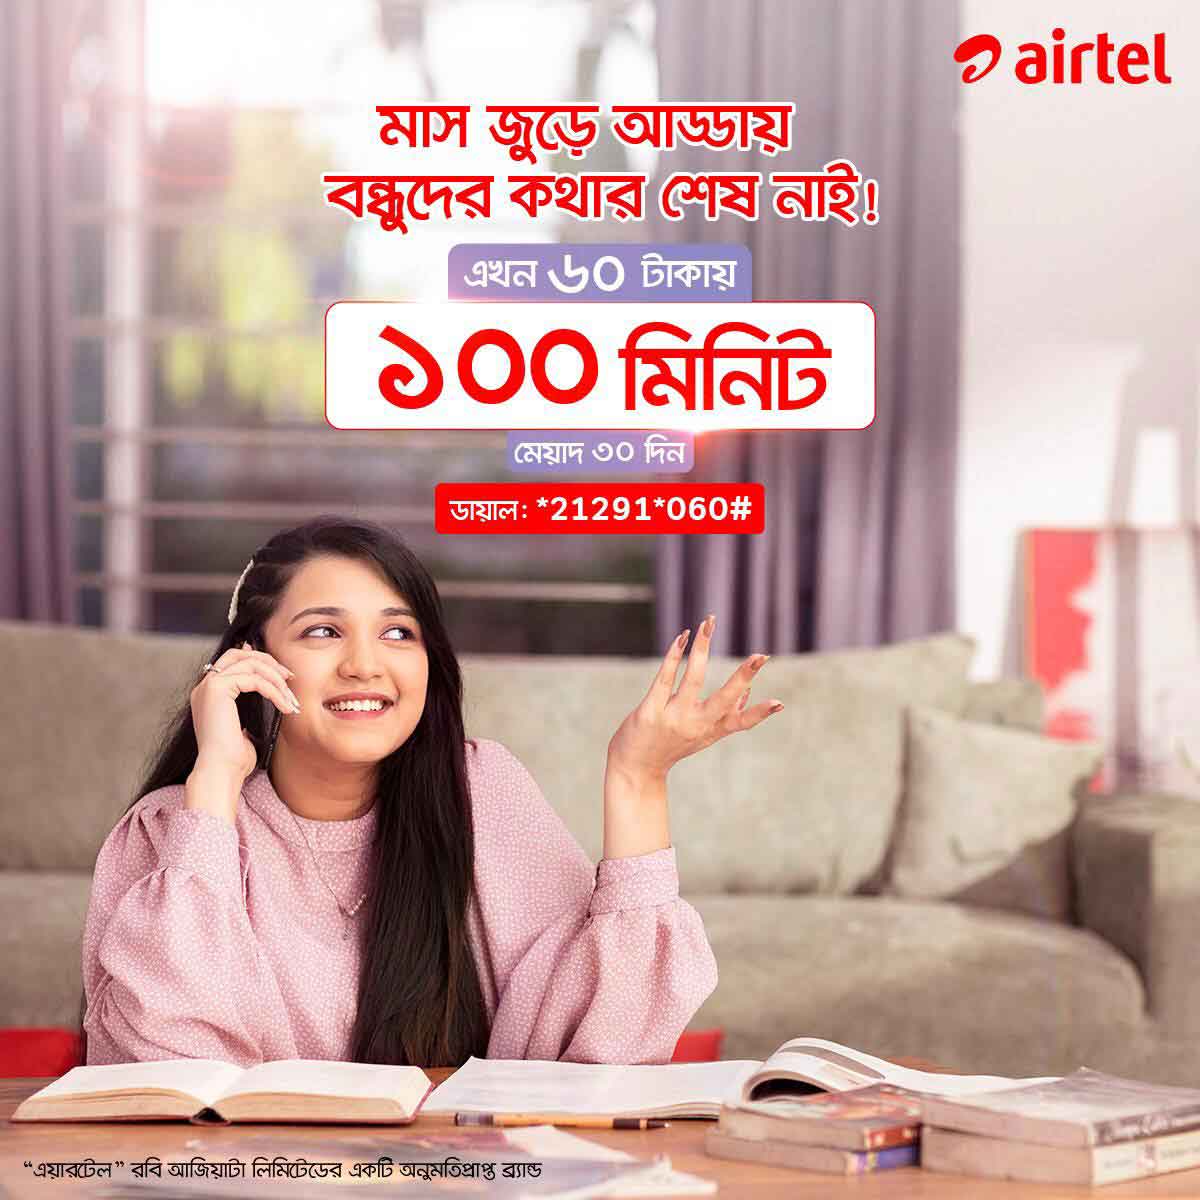 airtel
মাস জুড়ে আড্ডায়
বন্ধুদের কথার শেষ নাই!
এখন ৬০ টাকায়
১০০ মিনিট
মেয়াদ ৩০ দিন
ডায়াল: *21291*060#
“এয়ারটেল” রবি আজিয়াটা লিমিটেডের একটি অনুমতিপ্রাপ্ত ব্র্যান্ড